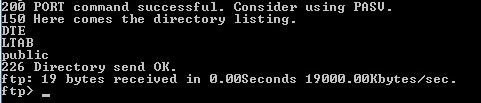 200 PORT command successful. Consider using PASV.
150 Here comes the directory listing.
DTE
LTAB
public
226 Directory send OK.
ftp: 19 bytes received in 0.00Seconds 19000.00Kbytes/sec.
ftp> _